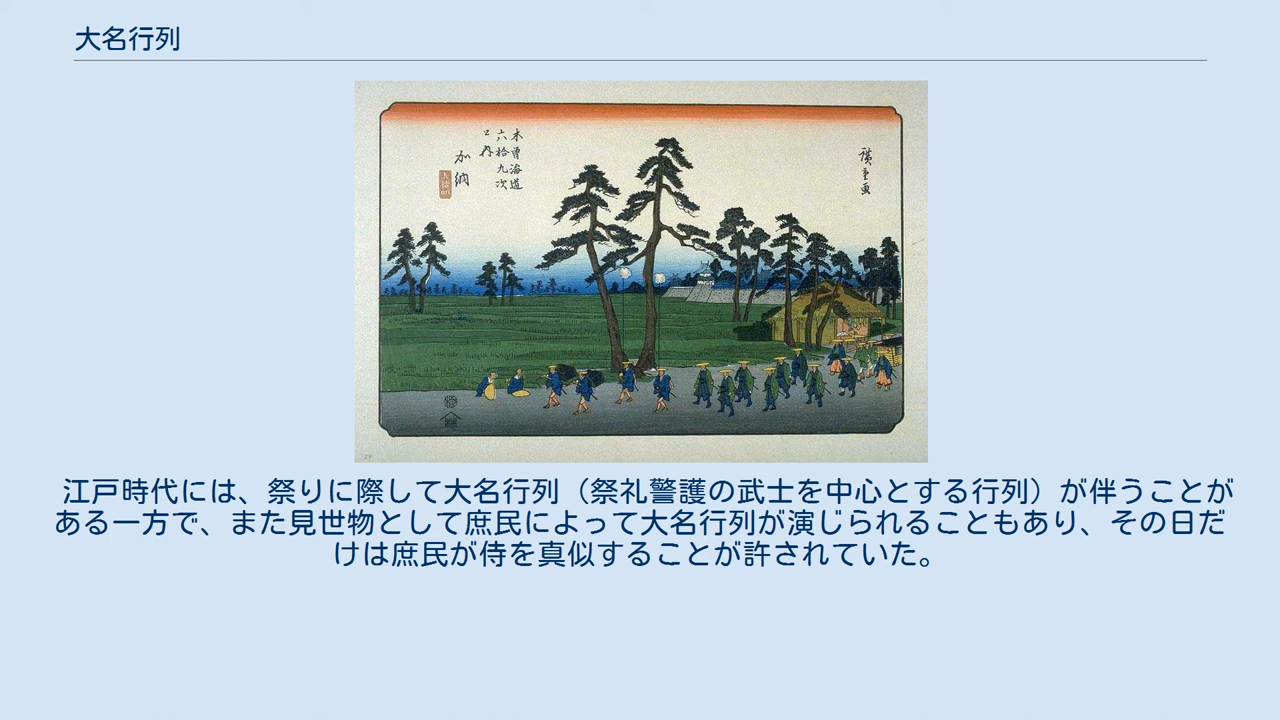 大名行列
木曾海道
六拾九次
之内
加納
廣重画
江戸時代には、祭りに際して大名行列（祭礼警護の武士を中心とする行列）が伴うことが
ある一方で、また見世物として庶民によって大名行列が演じられることもあり、その日だ
けは庶民が侍を真似することが許されていた。